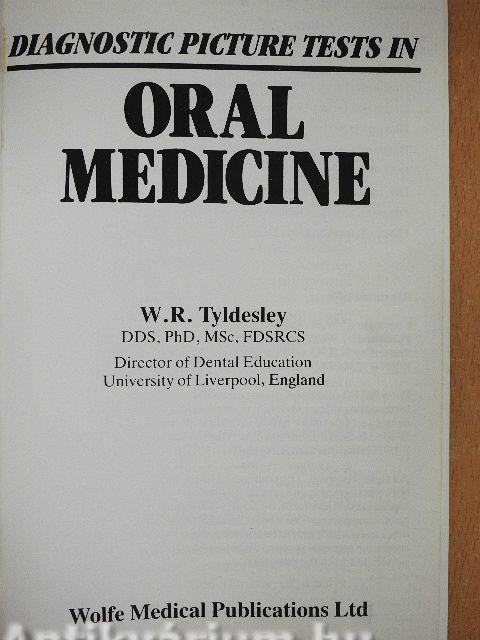 DIAGNOSTIC PICTURE TESTS IN
ORAL
MEDICINE
W.R. Tyldesley
DDS, PhD, MSc, FDSRCS
Director of Dental Education
University of Liverpool, England
Wolfe Medical Publications Ltd
Antikvárium.hu